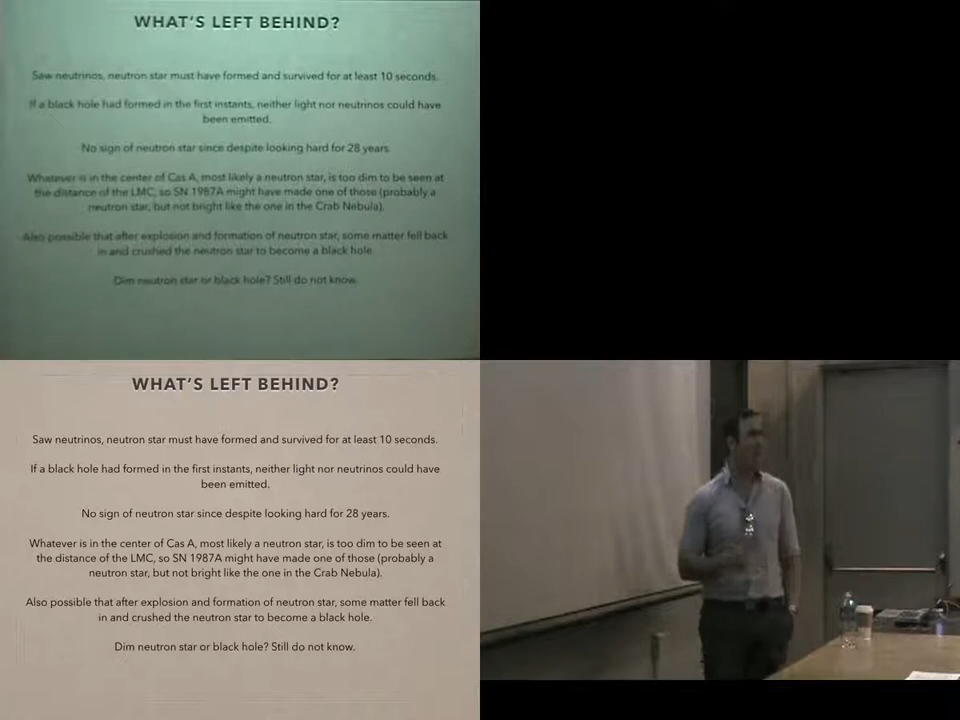 WHAT'S LEFT BEHIND?
Saw neutrinos, neutron star must have formed and survived for at least 10 seconds.
If a black hole had formed in the first instants, neither light nor neutrinos could have
been emitted.
No sign of neutron star since despite looking hard for 28 years.
Whatever is in the center of Cas A, most likely a neutron star, is too dim to be seen at
the distance of the LMC, so SN 1987A might have made one of those (probably a
neutron star, but not bright like the one in the Crab Nebula).
Also possible that after explosion and formation of neutron star, some matter fell back
in and crushed the neutron star to become a black hole.
Dim neutron star or black hole? Still do not know.
WHAT'S LEFT BEHIND?
Saw neutrinos, neutron star must have formed and survived for at least 10 seconds.
If a black hole had formed in the first instants, neither light nor neutrinos could have
been emitted.
No sign of neutron star since despite looking hard for 28 years.
Whatever is in the center of Cas A, most likely a neutron star, is too dim to be seen at
the distance of the LMC, so SN 1987A might have made one of those (probably a
neutron star, but not bright like the one in the Crab Nebula).
Also possible that after explosion and formation of neutron star, some matter fell back
in and crushed the neutron star to become a black hole.
Dim neutron star or black hole? Still do not know.